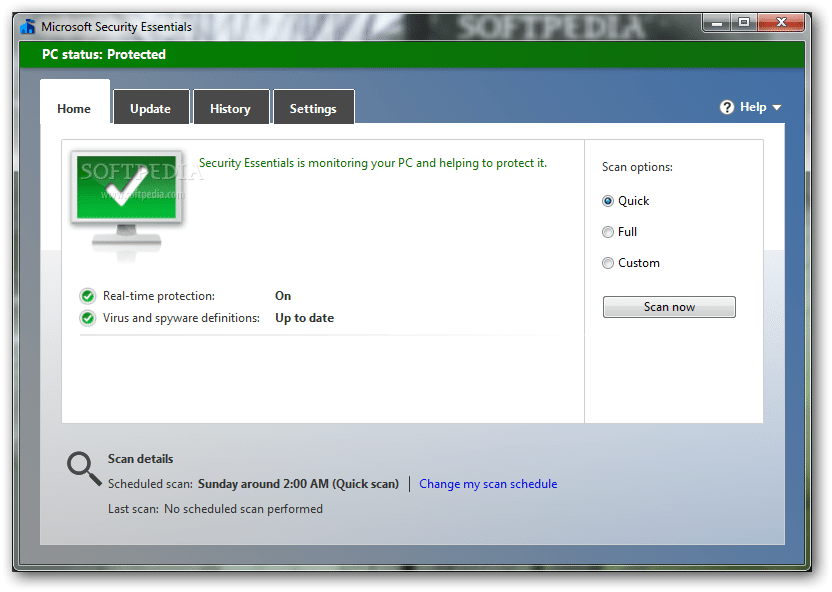 SOFTPEDIA
Microsoft Security Essentials
PC status: Protected
Home Update History Settings Help
SOFTPEDIA
www.softpedia.com
Security Essentials is monitoring your PC and helping to protect it.
Scan options:
Quick
Full
Custom
Scan now
Real-time protection: On
Virus and spyware definitions: Up to date
Scan details
Scheduled scan: Sunday around 2:00 AM (Quick scan) | Change my scan schedule
Last scan: No scheduled scan performed